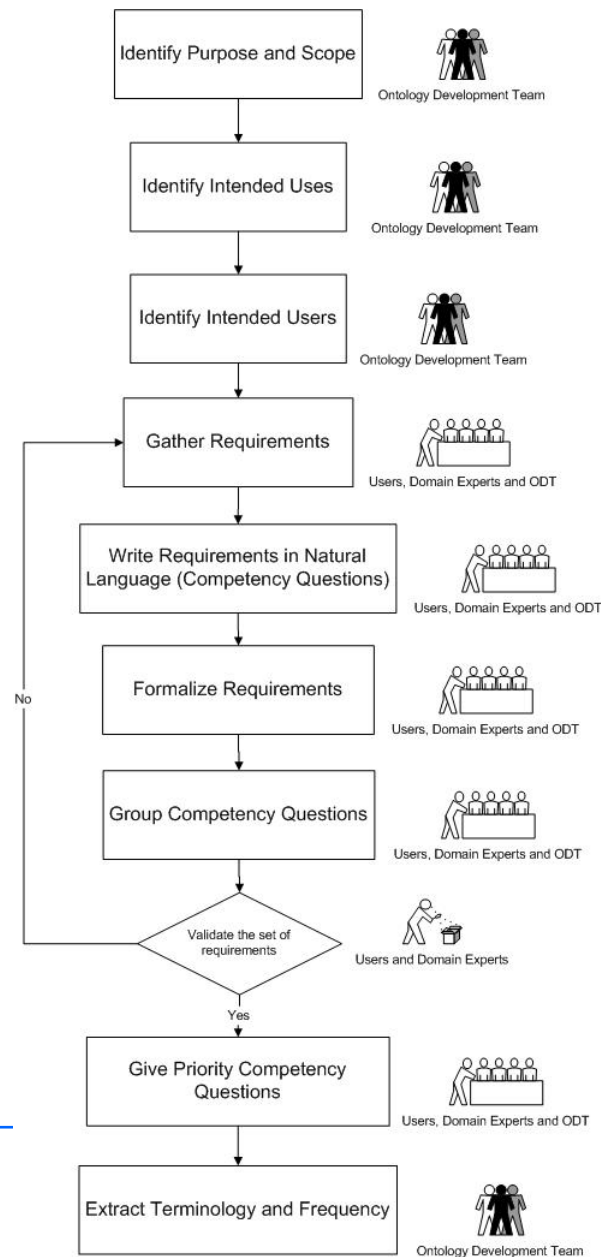 Identify Purpose and Scope
Ontology Development Team
Identify Intended Uses
Ontology Development Team
Identify Intended Users
Ontology Development Team
Gather Requirements
Users, Domain Experts and ODT
Write Requirements in Natural
Language (Competency Questions)
Users, Domain Experts and ODT
Formalize Requirements
Users, Domain Experts and ODT
No
Group Competency Questions
Users, Domain Experts and ODT
Validate the set of
requirements
Users and Domain Experts
Yes
Give Priority Competency
Questions
Users, Domain Experts and ODT
Extract Terminology and Frequency
Ontology Development Team